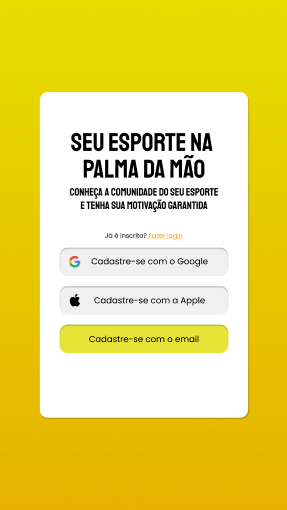 SEU ESPORTE NA
PALMA DA MÃO
CONHEÇA A COMUNIDADE DO SEU ESPORTE
E TENHA SUA MOTIVAÇÃO GARANTIDA
Já é inscrito? Fazer login
Cadastre-se com o Google
Cadastre-se com a Apple
Cadastre-se com o email